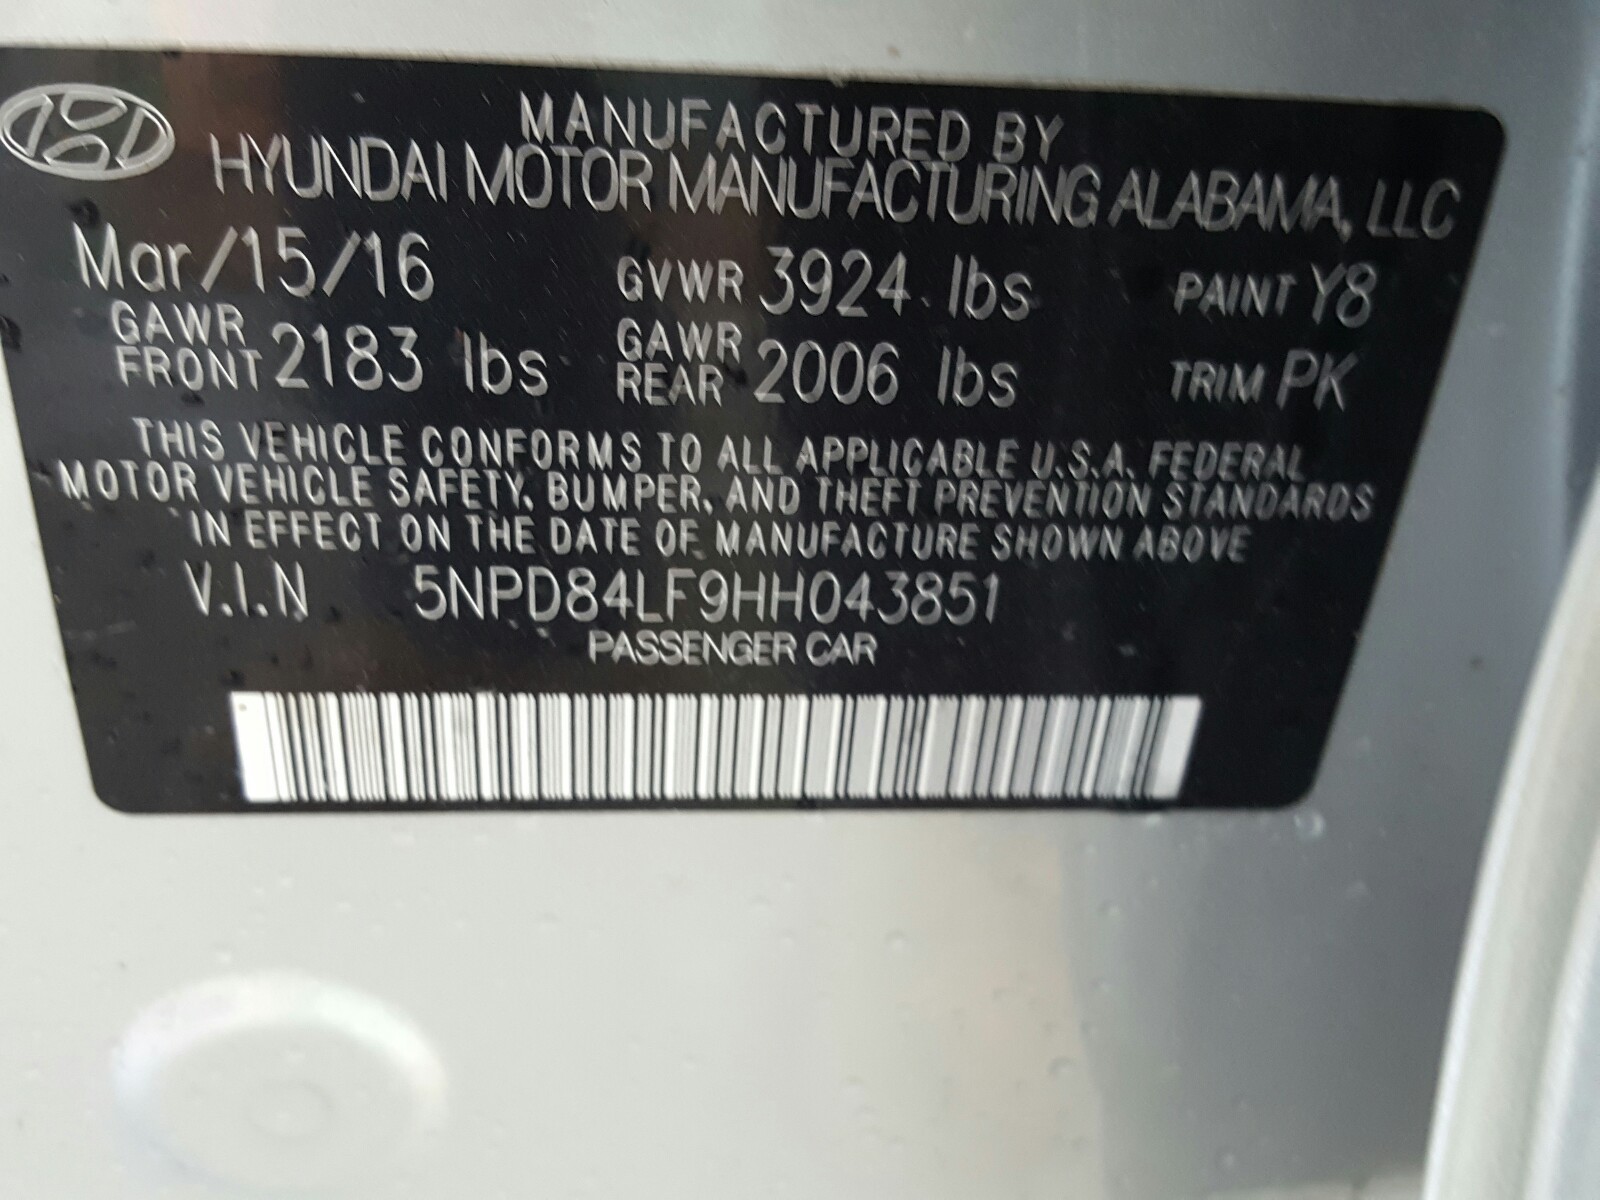 MANUFACTURED BY
HYUNDAI MOTOR MANUFACTURING ALABAMA, LLC
Mar/15/16 GVWR 3924 lbs PAINT Y8
GAWR FRONT 2183 lbs GAWR REAR 2006 lbs TRIM PK
THIS VEHICLE CONFORMS TO ALL APPLICABLE U.S.A. FEDERAL
MOTOR VEHICLE SAFETY, BUMPER, AND THEFT PREVENTION STANDARDS
IN EFFECT ON THE DATE OF MANUFACTURE SHOWN ABOVE
V.I.N 5NPD84LF9HH043851
PASSENGER CAR